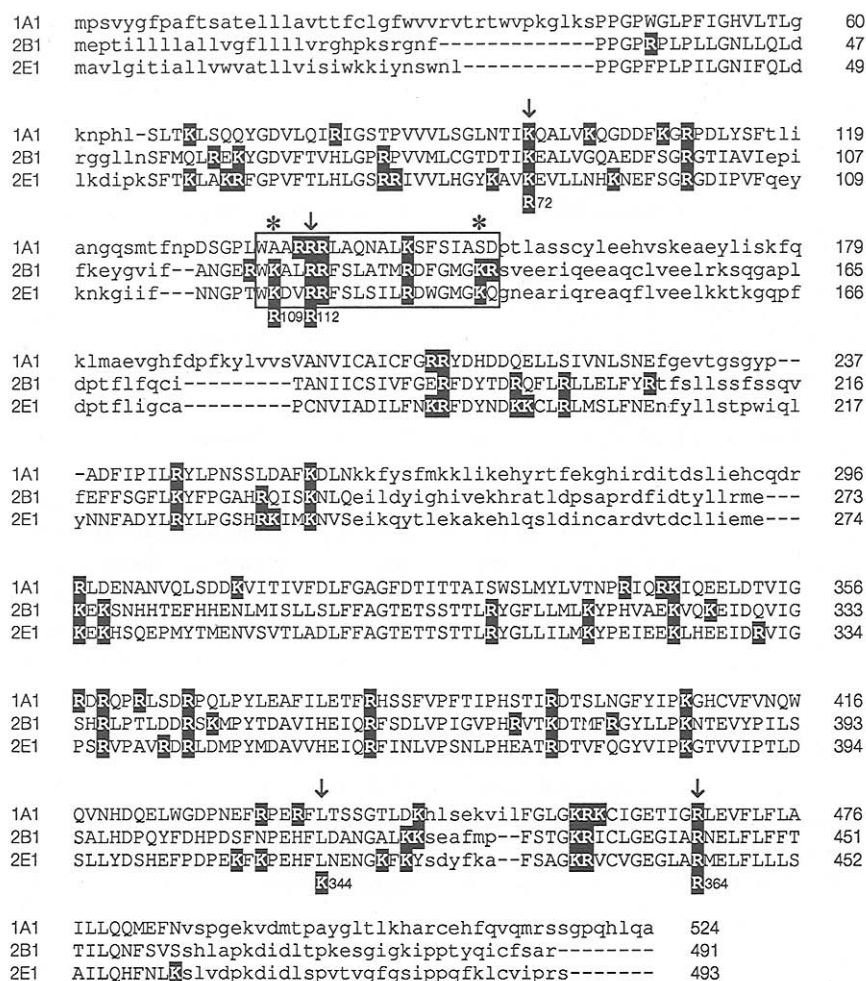 1A1 mpsvygfpaftsatelllavttfclgfwvvrvtrtwvpkglksPPGPWGLPFIGHVLTLg 60
2B1 meptillllallvgflllLvrghpksrgnf-----------PPGPRPLPLLGNLLQLd 47
2E1 mavlgitiallvwvatllvisiwkkiynswnl---------PPGPFPLPILGNIFQLd 49
↓
1A1 knphl-SLTKLSQQYGDVLQIRIGSTPVVVLSGLNTIKQALVKQGDDFKGRPDLYSFtli 119
2B1 rggllnSFMQLREKYGDVFTVHLGPRPVVMLCGTDTIKEALVGQAEDFSGRGTIAVIepi 107
2E1 lkdipkSFTKLAKRFGPVFTLHLGSRRIVVLHGYKAVKEVLLNHKNEFSGRGDIPVFqey 109
R72
* ↓ *
1A1 angqsmtfnpDSGPLWAARRRLAQNALKSFSIASDptlasscyleehvskeaeyliskfq 179
2B1 fkeygvif--ANGERWKALRRFSLATMRDFGMGKRsveeriqeeaqclveelrksqgapl 165
2E1 knkgiif---NNGPTWKDVRRFSLSILRDWGMGKQgneariqreaqflveelkktkgqpf 166
R109 R112
1A1 klmaevghfdpfkylvvsVANVICAICFGRRYDHDDQELLSIVNLSNEfgevtgsgyp-- 237
2B1 dptflfqci---------TANIICSIVFGERFDYTDRQFLRLLELFYRtfsllssfssqv 216
2E1 dptfligca---------PCNVIADILFNKRFDYNDKKCLRLMSLFNEnfyllstpwiql 217
1A1 -ADFIPILRYLPNSSLDAFKDLNkkfysfmkklikehyrtfekghirditdsliehcqdr 296
2B1 fEFFSGFLKYFPGAHRQISKNLQeildyighivekhratldpsaprdfidtyllrme--- 273
2E1 yNNFADYLRYLPGSHRKIMKNVSeikqytlekakehlqsldincardvtdcllieme--- 274
1A1 RLDENANVQLSDDKVITIVFDLFGAGFDTITTAISWSLMYLVTNPRIQRKIQEELDTVIG 356
2B1 KEKSNHHTEFHHENLMISLLSLFFAGTETSSTTLRYGFLLMLKYPHVAEKVQKEIDQVIG 333
2E1 KEKHSQEPMYTMENVSVTLADLFFAGTETTSTTLRYGLLILMKYPEIEEKLHEEIDRVIG 334
1A1 RDRQPRLSDRPQLPYLEAFILETFRHSSFVPFTIPHSTIRDTSLNGFYIPKGHCVFVNQW 416
2B1 SHRLPTLDDRSKMPYTDAVIHEIQRFSDLVPIGVPHRVTKDTMFRGYLLPKNTEVYPILS 393
2E1 PSRVPAVRDRLDMPYMDAVVHEIQRFINLVPSNLPHEATRDTVFQGYVIPKGTVVIPTLD 394
↓ ↓
1A1 QVNHDQELWGDPNEFRPERFLTSSGTLDKhlsekvilFGLGKRKCIGETIGRLEVFLFLA 476
2B1 SALHDPQYFDHPDSFNPEHFLDANGALKKseafmp--FSTGKRICLGEGIARNELFLFFT 451
2E1 SLLYDSHEFPDPEKFKPEHFLNENGKFKYsdyfka--FSAGKRVCVGEGLARMELFLLLS 452
K344 R364
1A1 ILLQQMEFNvspgekvdmtpaygltlkharcehfqvqmrssgpqhlqa 524
2B1 TILQNFSVSshlapkdidltpkesgigkipptyqicfsar-------- 491
2E1 AILQHFNLKslvdpkdidlspvtvgfgsippqfklcviprs------- 493